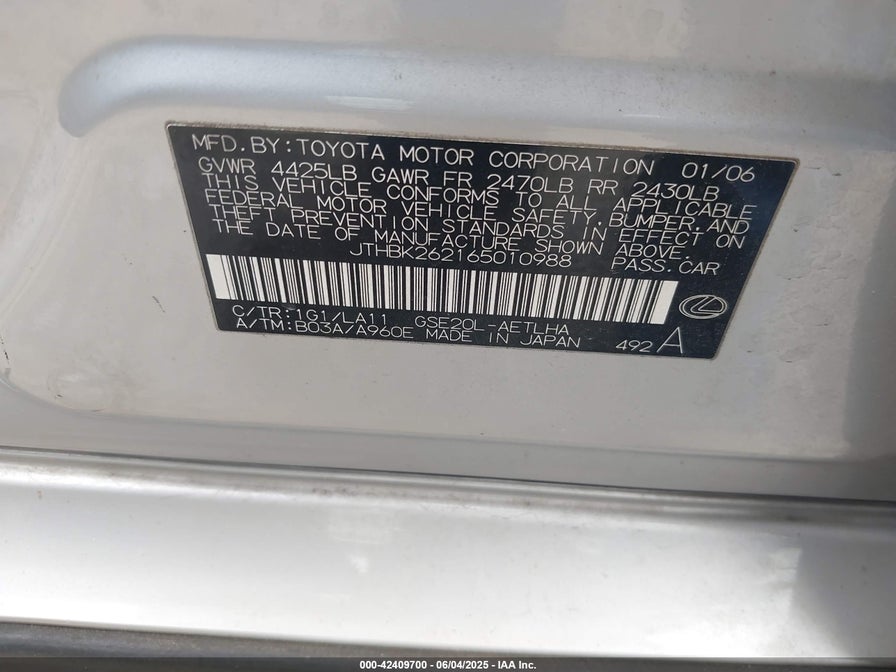 MFD.BY:TOYOTA MOTOR CORPORATION 01/06
GVWR 4425LB GAWR FR 2470LB RR 2430LB
THIS VEHICLE CONFORMS TO ALL APPLICABLE
FEDERAL MOTOR VEHICLE SAFETY,BUMPER,AND
THEFT PREVENTION STANDARDS IN EFFECT ON
THE DATE OF MANUFACTURE SHOWN ABOVE.
JTHBK262165010988 PASS.CAR
C/TR:1G1/LA11 GSE20L-AETLHA
A/TM:B03A/A960E MADE IN JAPAN 492 A
000-42409700 - 06/04/2025 - IAA Inc.